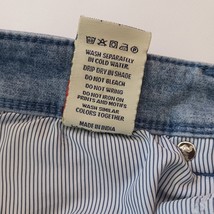 WASH SEPARATELY
IN COLD WATER.
DRIP DRY IN SHADE
DO NOT BLEACH
DO NOT WRING
DO NOT IRON ON
PRINTS AND MOTIFS
WASH SIMILAR
COLORS TOGETHER
MADE IN INDIA